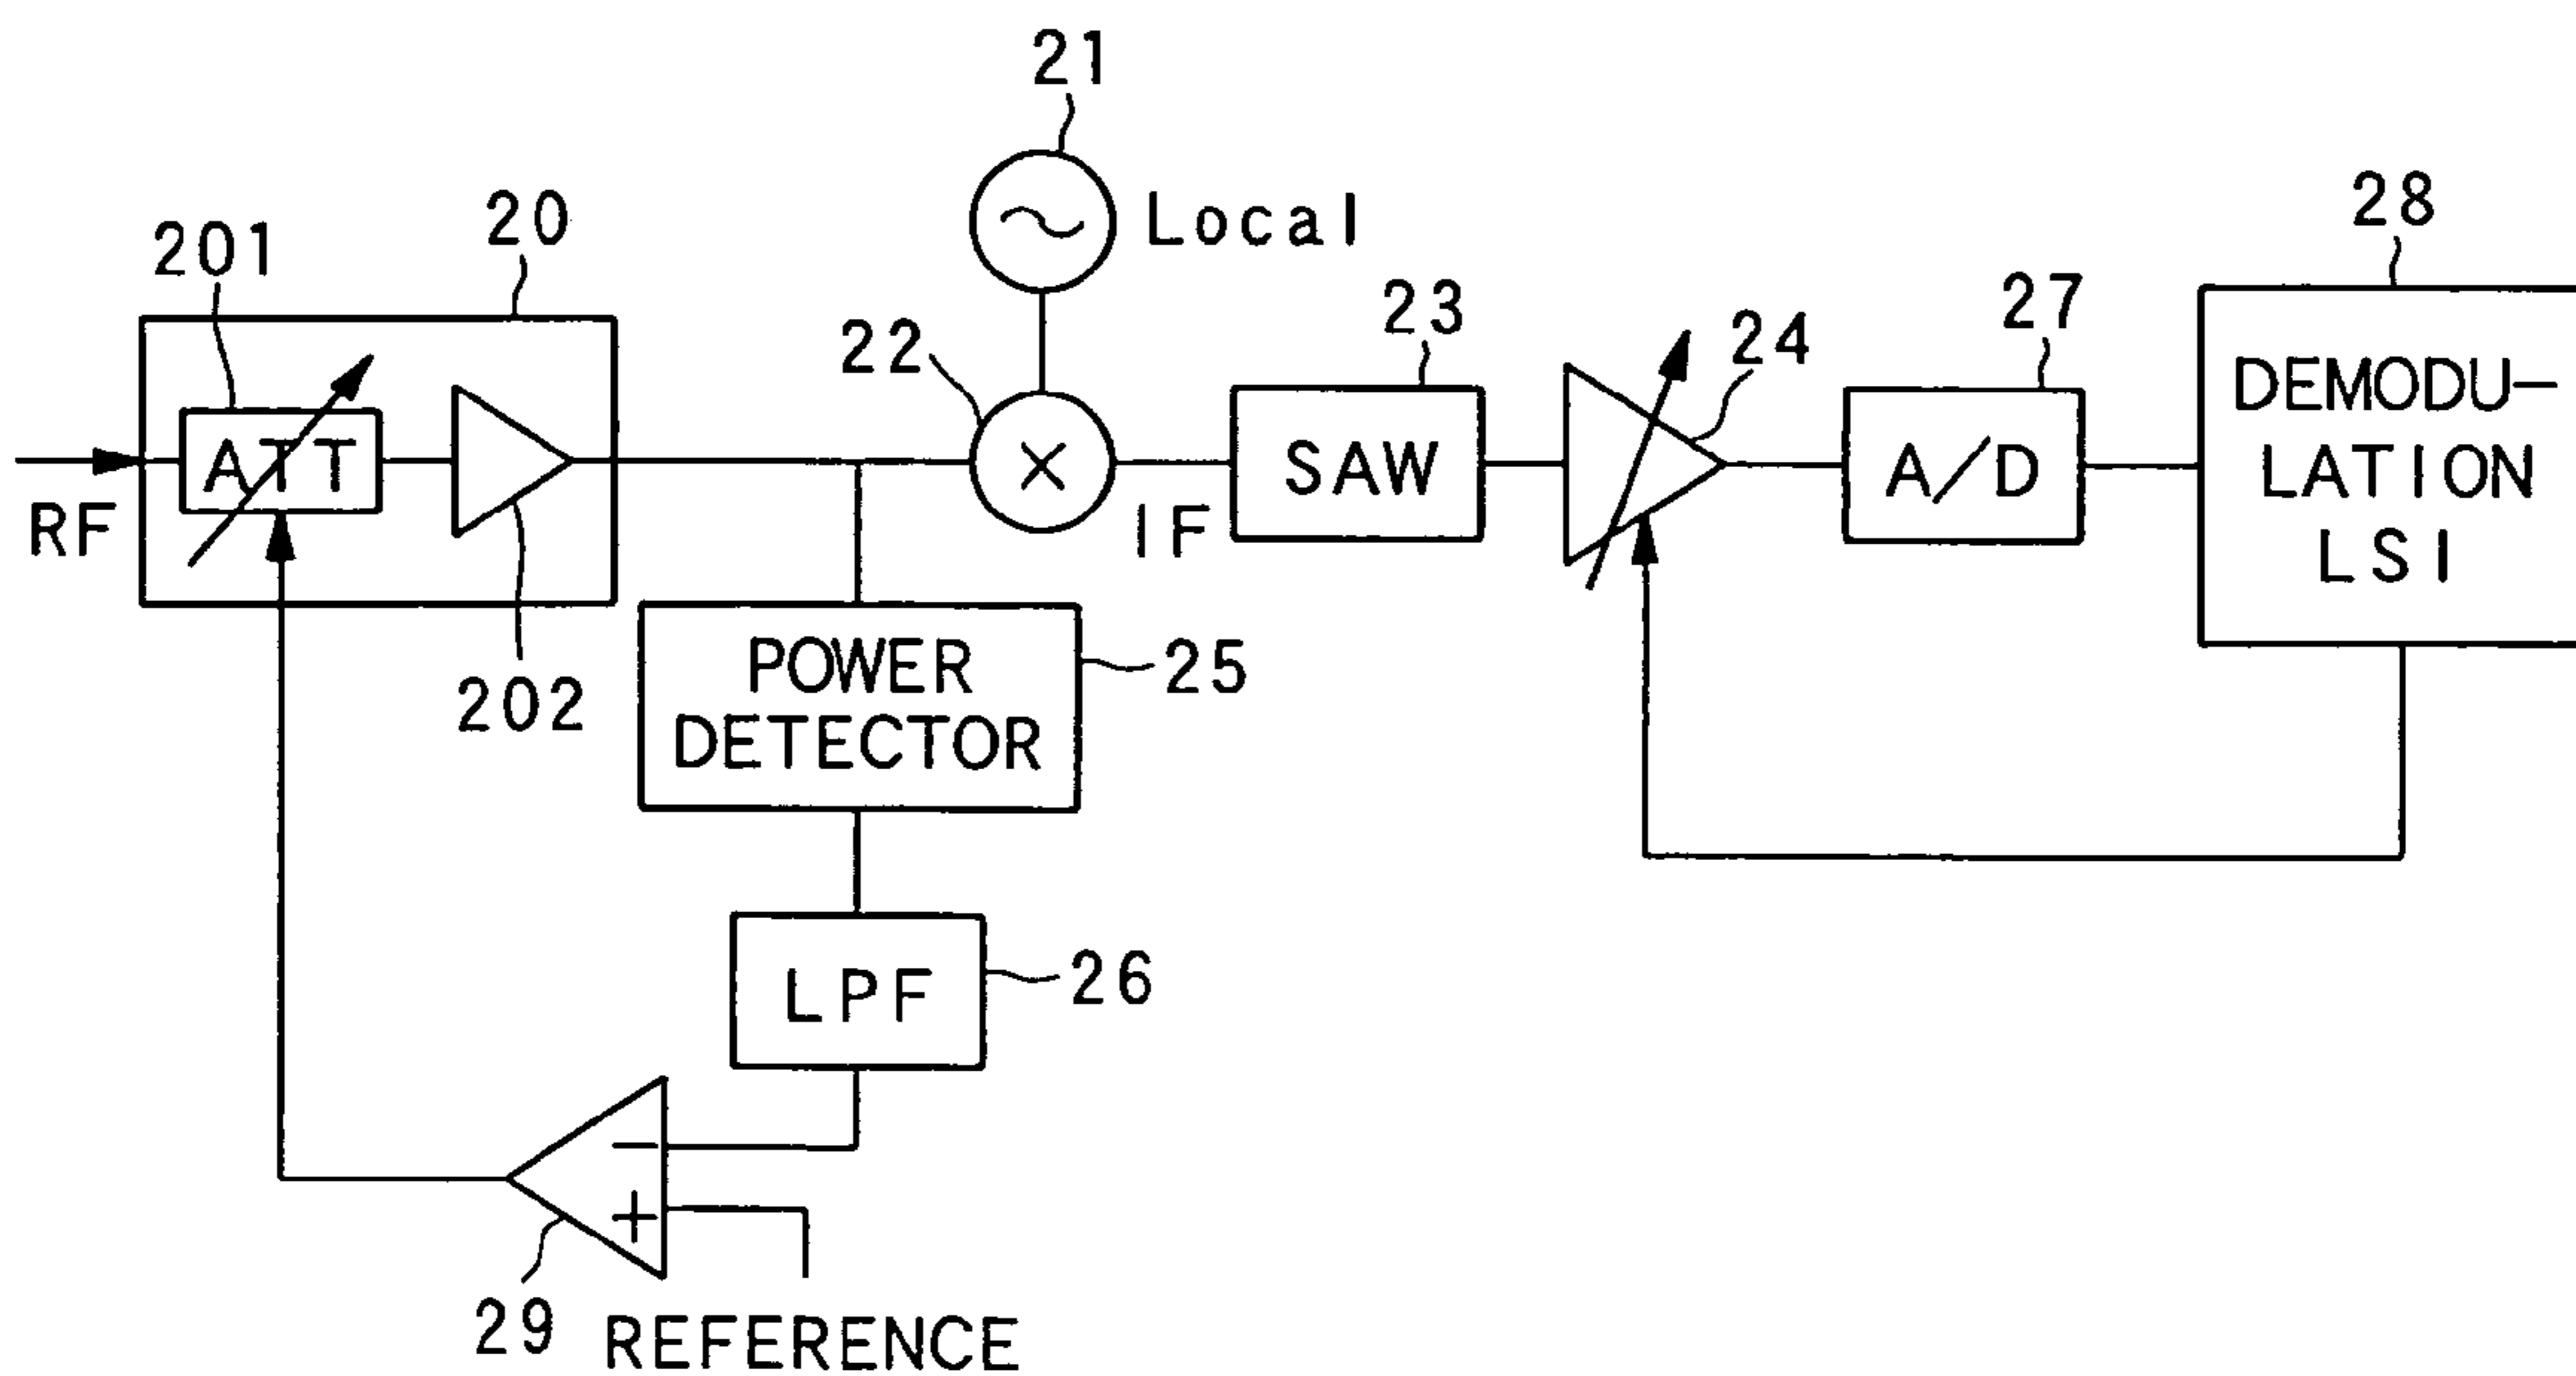 21
20
201
Local
28
22
23
24
27
ATT
RF
IF
SAW
A/D
DEMODU-
LATION
LSI
202
POWER
DETECTOR
25
LPF
26
−
+
29
REFERENCE